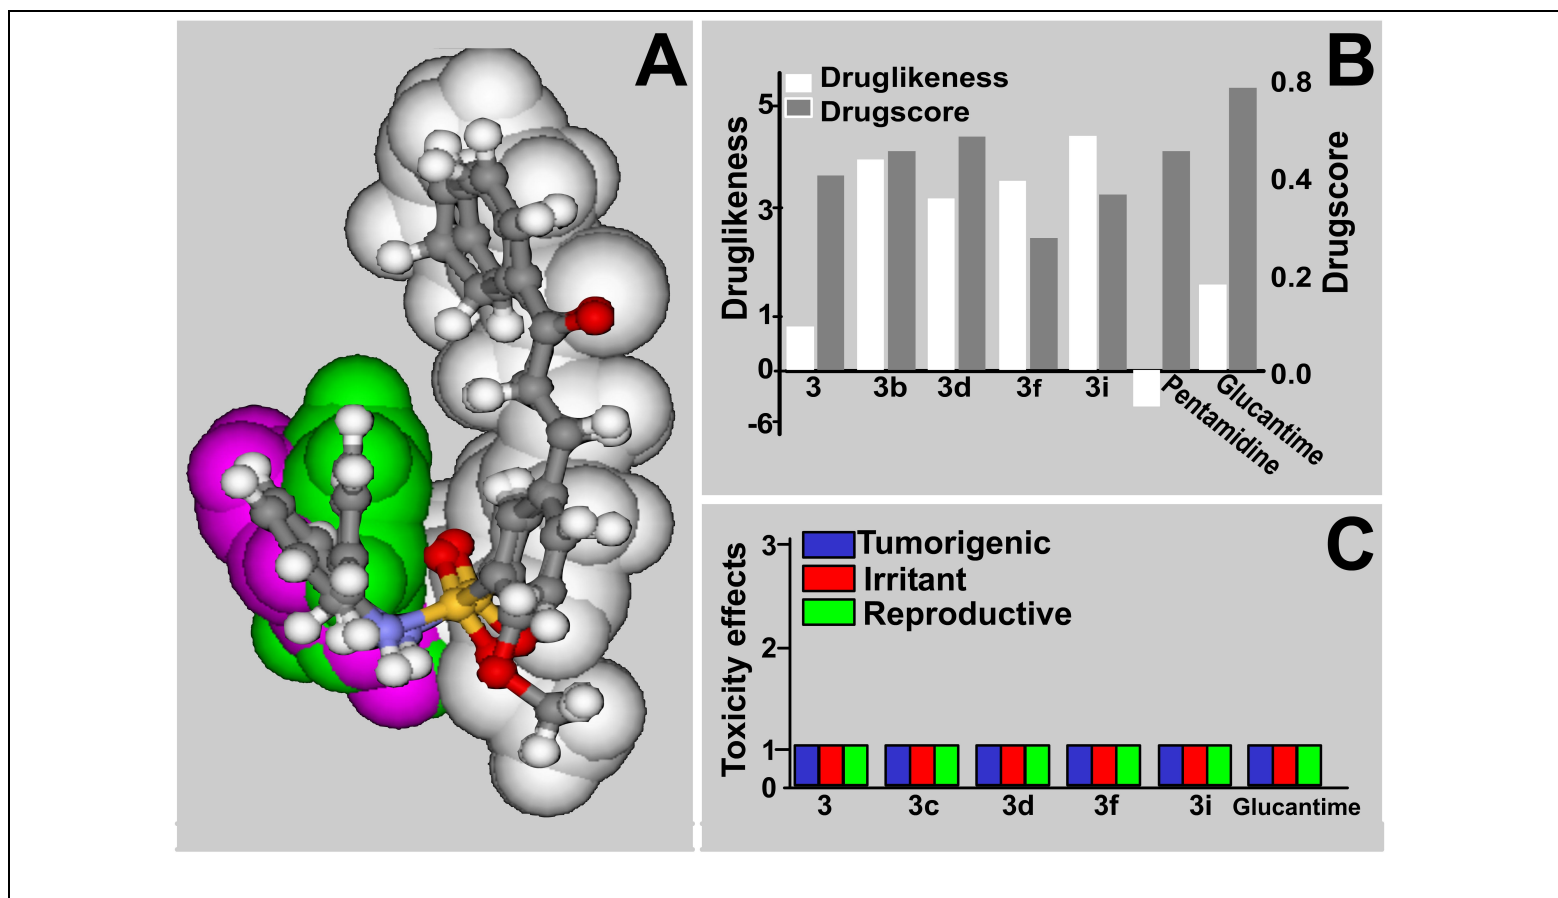 A
B
Druglikeness
Drugscore
Druglikeness
5
3
1
0
-6
0.8
0.4
0.2
0.0
Drugscore
3 3b 3d 3f 3i Pentamidine Glucantime
C
Tumorigenic
Irritant
Reproductive
Toxicity effects
3
2
1
0
3 3c 3d 3f 3i Glucantime